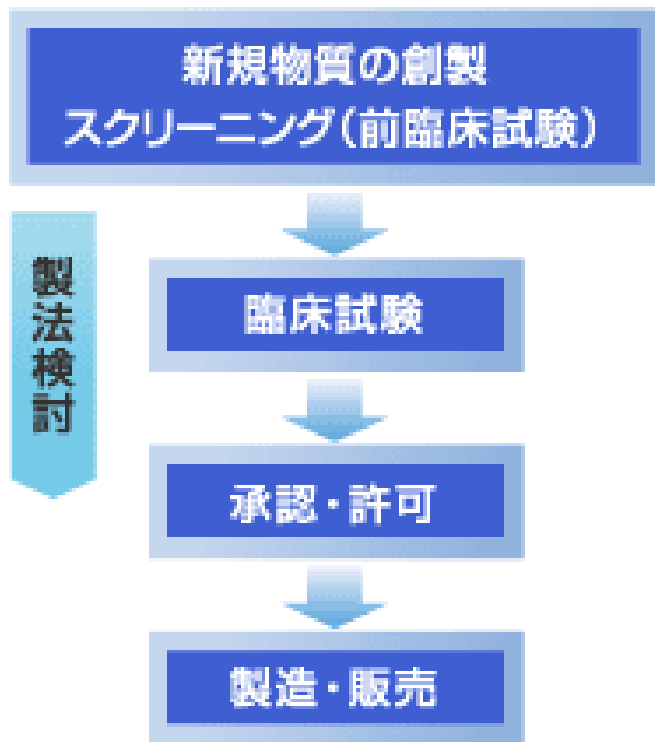 新規物質の創製
スクリーニング(前臨床試験)
製法検討
臨床試験
承認・許可
製造・販売